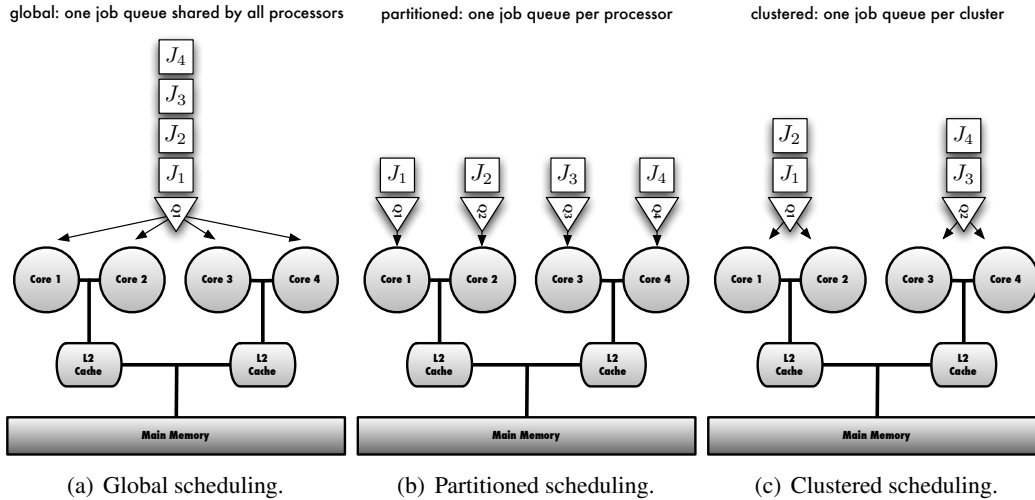 global: one job queue shared by all processors
J4
J3
J2
J1
Q1
Core 1
Core 2
Core 3
Core 4
L2
Cache
L2
Cache
Main Memory
(a) Global scheduling.
partitioned: one job queue per processor
J1
J2
J3
J4
Q1
Q2
Q3
Q4
Core 1
Core 2
Core 3
Core 4
L2
Cache
L2
Cache
Main Memory
(b) Partitioned scheduling.
clustered: one job queue per cluster
J2
J1
Q1
J4
J3
Q2
Core 1
Core 2
Core 3
Core 4
L2
Cache
L2
Cache
Main Memory
(c) Clustered scheduling.